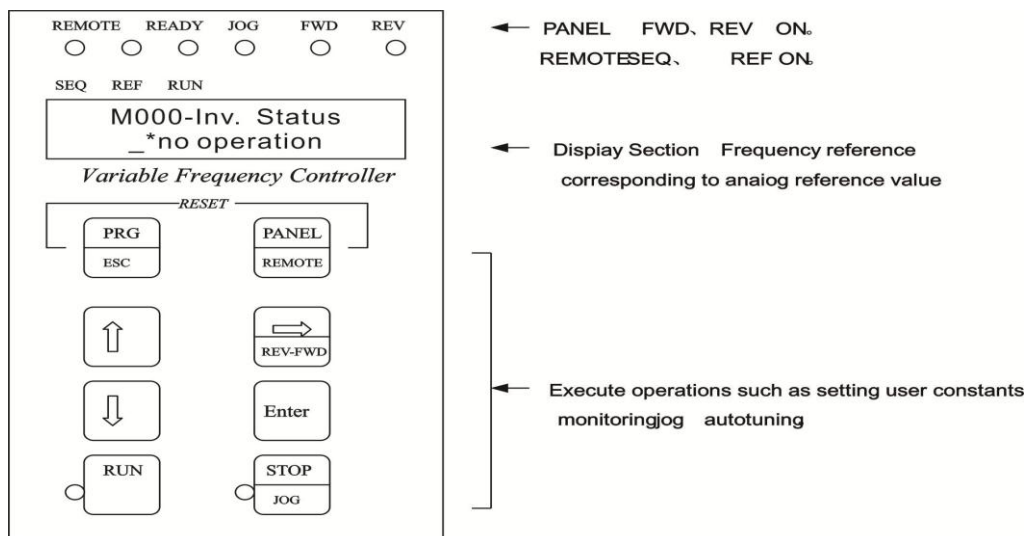 REMOTE READY JOG FWD REV
SEQ REF RUN
M000-Inv. Status
_*no operation
Variable Frequency Controller
RESET
PRG
ESC
PANEL
REMOTE
REV-FWD
Enter
RUN
STOP
JOG
PANEL FWD、REV ON。
REMOTESEQ、 REF ON。
Display Section Frequency reference
corresponding to anaiog reference value
Execute operations such as setting user constants
monitoringjog autotuning